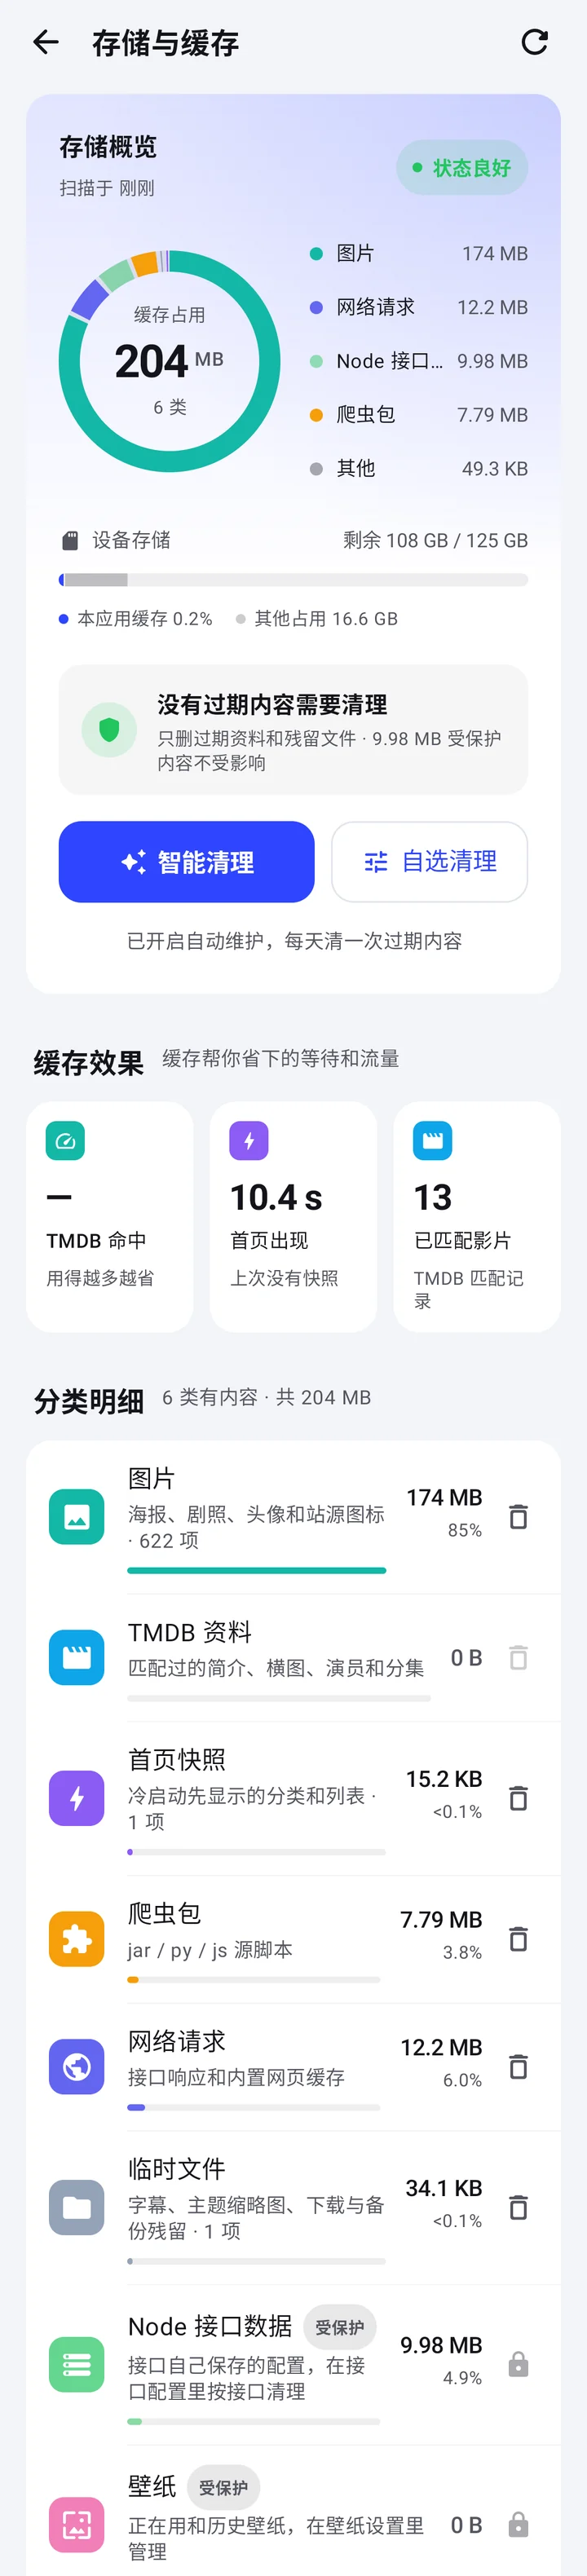 存储与缓存
存储概览
扫描于 刚刚
状态良好
缓存占用
204 MB
6 类
图片 174 MB
网络请求 12.2 MB
Node 接口... 9.98 MB
爬虫包 7.79 MB
其他 49.3 KB
设备存储 剩余 108 GB / 125 GB
本应用缓存 0.2% 其他占用 16.6 GB
没有过期内容需要清理
只删过期资料和残留文件 · 9.98 MB 受保护
内容不受影响
智能清理 自选清理
已开启自动维护，每天清一次过期内容
缓存效果 缓存帮你省下的等待和流量
–
TMDB 命中
用得越多越省
10.4 s
首页出现
上次没有快照
13
已匹配影片
TMDB 匹配记
录
分类明细 6 类有内容 · 共 204 MB
图片
海报、剧照、头像和站源图标
· 622 项
174 MB
85%
TMDB 资料
匹配过的简介、横图、演员和分集
0 B
首页快照
冷启动先显示的分类和列表 ·
1 项
15.2 KB
<0.1%
爬虫包
jar / py / js 源脚本
7.79 MB
3.8%
网络请求
接口响应和内置网页缓存
12.2 MB
6.0%
临时文件
字幕、主题缩略图、下载与备
份残留 · 1 项
34.1 KB
<0.1%
Node 接口数据 受保护
接口自己保存的配置，在接
口配置里按接口清理
9.98 MB
4.9%
壁纸 受保护
正在用和历史壁纸，在壁纸设置里
管理
0 B